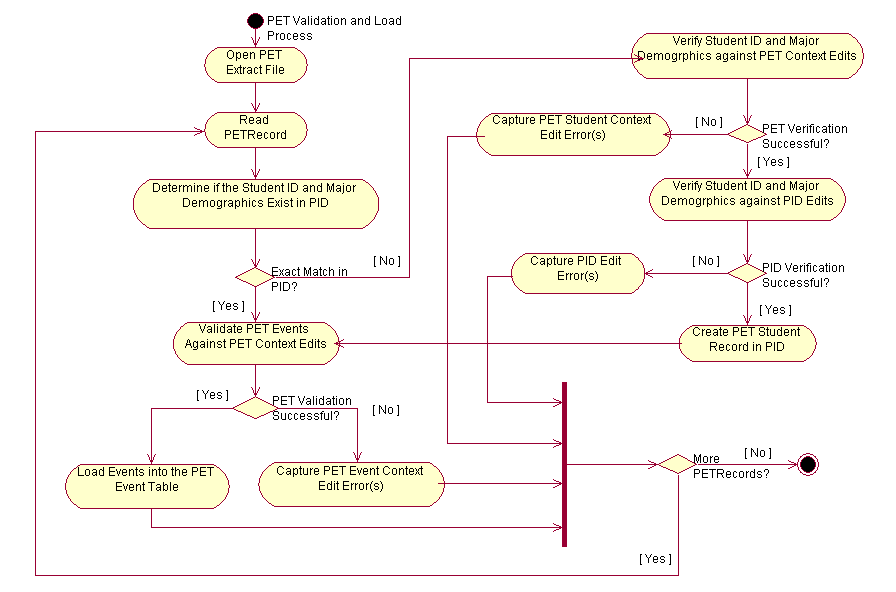 PET Validation and Load
Process
Open PET
Extract File
Read
PETRecord
Determine if the Student ID and Major
Demographics Exist in PID
Exact Match in
PID?
[ No ]
[ Yes ]
Validate PET Events
Against PET Context Edits
[ Yes ]
PET Validation
Successful?
[ No ]
Load Events into the PET
Event Table
Capture PET Event Context
Edit Error(s)
Verify Student ID and Major
Demogrphics against PET Context Edits
[ No ]
PET Verification
Successful?
Capture PET Student Context
Edit Error(s)
[ Yes ]
Verify Student ID and Major
Demogrphics against PID Edits
[ No ]
PID Verification
Successful?
Capture PID Edit
Error(s)
[ Yes ]
Create PET Student
Record in PID
More
PETRecords?
[ No ]
[ Yes ]